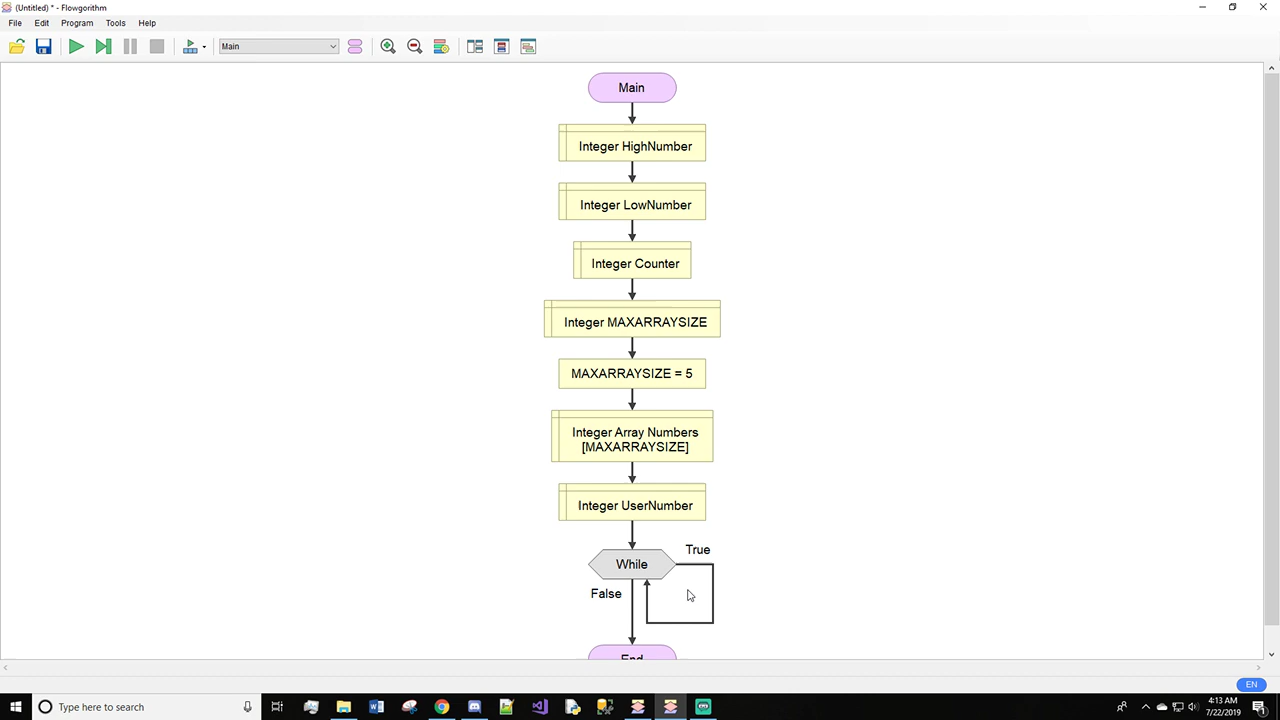 (Untitled) * - Flowgorithm
File Edit Program Tools Help
Main
Main
Integer HighNumber
Integer LowNumber
Integer Counter
Integer MAXARRAYSIZE
MAXARRAYSIZE = 5
Integer Array Numbers
[MAXARRAYSIZE]
Integer UserNumber
True
While
False
End
EN
Type here to search
4:13 AM
7/22/2019
1